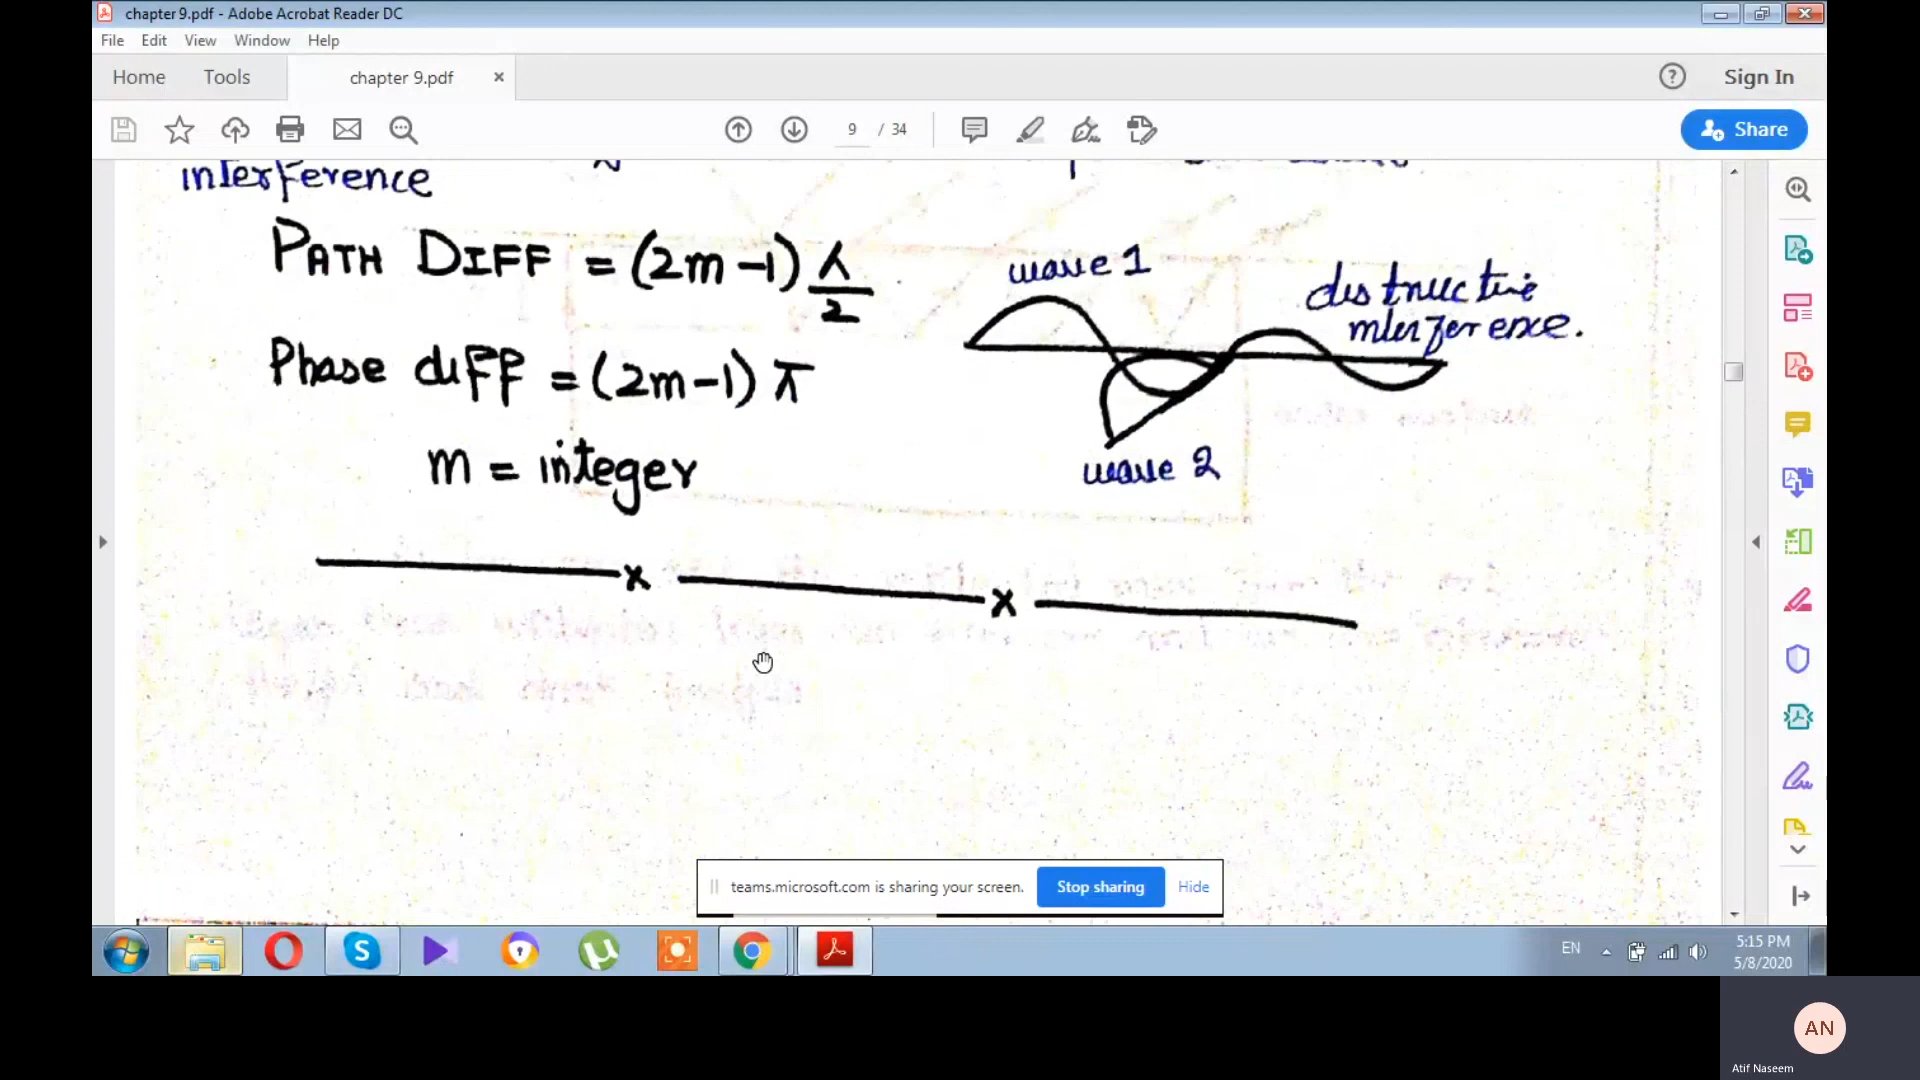 chapter 9.pdf - Adobe Acrobat Reader DC
File Edit View Window Help
Home Tools chapter 9.pdf × Sign In
9 / 34 Share
interference
PATH DIFF = (2m-1) λ/2
wave 1
destructive
interference.
Phase diff = (2m-1) π
wave 2
m = integer
x x
teams.microsoft.com is sharing your screen. Stop sharing Hide
EN 5:15 PM
5/8/2020
AN
Atif Naseem